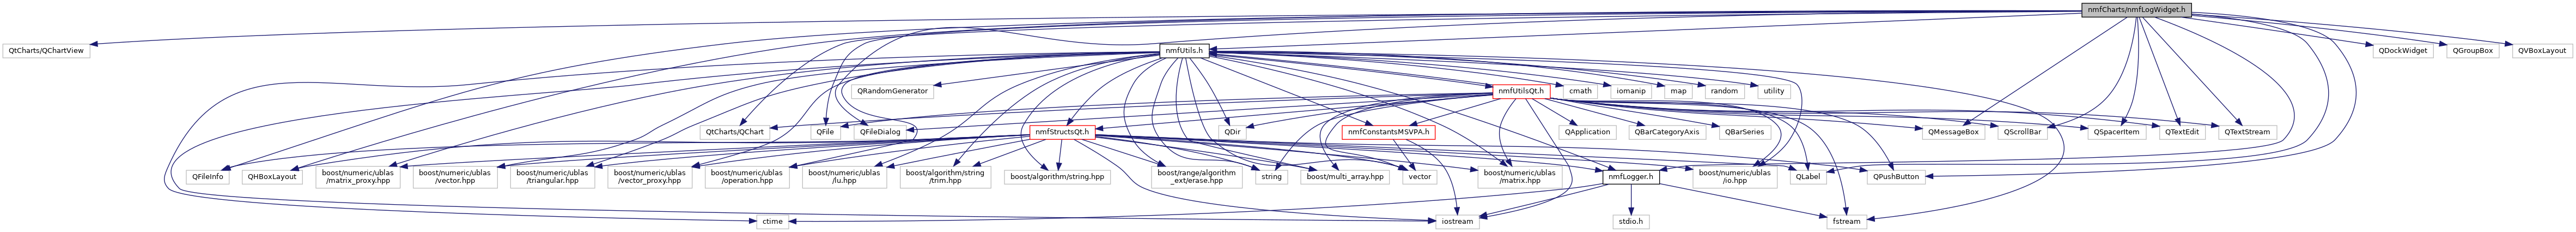 nmfCharts/nmfLogWidget.h
QtCharts/QChartView
nmfUtils.h
QDockWidget
QGroupBox
QVBoxLayout
QRandomGenerator
nmfUtilsQt.h
cmath
iomanip
map
random
utility
QtCharts/QChart
QFile
QFileDialog
nmfStructsQt.h
QDir
nmfConstantsMSVPA.h
QApplication
QBarCategoryAxis
QBarSeries
QMessageBox
QScrollBar
QSpacerItem
QTextEdit
QTextStream
QFileInfo
QHBoxLayout
boost/numeric/ublas
/matrix_proxy.hpp
boost/numeric/ublas
/vector.hpp
boost/numeric/ublas
/triangular.hpp
boost/numeric/ublas
/vector_proxy.hpp
boost/numeric/ublas
/operation.hpp
boost/numeric/ublas
/lu.hpp
boost/algorithm/string
/trim.hpp
boost/algorithm/string.hpp
boost/range/algorithm
_ext/erase.hpp
string
boost/multi_array.hpp
vector
boost/numeric/ublas
/matrix.hpp
nmfLogger.h
boost/numeric/ublas
/io.hpp
QLabel
QPushButton
ctime
iostream
stdio.h
fstream